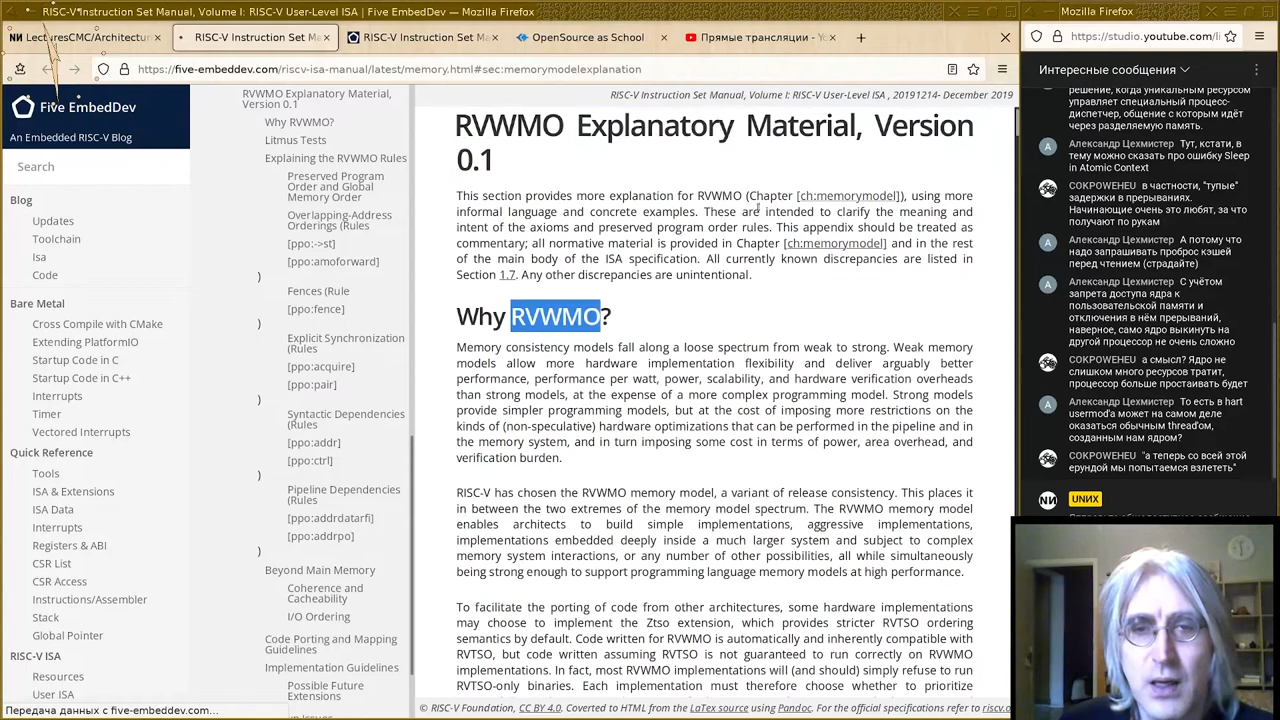 RISC-V Instruction Set Manual, Volume I: RISC-V User-Level ISA | Five EmbedDev — Mozilla Firefox
Mozilla Firefox
LecturesCMC/Architectur
RISC-V Instruction Set M
RISC-V Instruction Set Ma
OpenSource as School
Прямые трансляции - Yo
https://five-embeddev.com/riscv-isa-manual/latest/memory.html#sec:memorymodelexplanation
https://studio.youtube.com/li
Five EmbedDev
An Embedded RISC-V Blog
Search
Blog
Updates
Toolchain
Isa
Code
Bare Metal
Cross Compile with CMake
Extending PlatformIO
Startup Code in C
Startup Code in C++
Interrupts
Timer
Vectored Interrupts
Quick Reference
Tools
ISA & Extensions
ISA Data
Interrupts
Registers & ABI
CSR List
CSR Access
Instructions/Assembler
Stack
Global Pointer
RISC-V ISA
Resources
User ISA
Передача данных с five-embeddev.com...
RVWMO Explanatory Material,
Version 0.1
Why RVWMO?
Litmus Tests
Explaining the RVWMO Rules
Preserved Program
Order and Global
Memory Order
Overlapping-Address
Orderings (Rules
[ppo:->st]
[ppo:amoforward]
)
Fences (Rule
[ppo:fence]
)
Explicit Synchronization
(Rules
[ppo:acquire]
[ppo:pair]
)
Syntactic Dependencies
(Rules
[ppo:addr]
[ppo:ctrl]
)
Pipeline Dependencies
(Rules
[ppo:addrdatarfi]
[ppo:addrpo]
)
Beyond Main Memory
Coherence and
Cacheability
I/O Ordering
Code Porting and Mapping
Guidelines
Implementation Guidelines
Possible Future
Extensions
RISC-V Instruction Set Manual, Volume I: RISC-V User-Level ISA , 20191214- December 2019
RVWMO Explanatory Material, Version
0.1
This section provides more explanation for RVWMO (Chapter [ch:memorymodel]), using more
informal language and concrete examples. These are intended to clarify the meaning and
intent of the axioms and preserved program order rules. This appendix should be treated as
commentary; all normative material is provided in Chapter [ch:memorymodel] and in the rest
of the main body of the ISA specification. All currently known discrepancies are listed in
Section 1.7. Any other discrepancies are unintentional.
Why RVWMO?
Memory consistency models fall along a loose spectrum from weak to strong. Weak memory
models allow more hardware implementation flexibility and deliver arguably better
performance, performance per watt, power, scalability, and hardware verification overheads
than strong models, at the expense of a more complex programming model. Strong models
provide simpler programming models, but at the cost of imposing more restrictions on the
kinds of (non-speculative) hardware optimizations that can be performed in the pipeline and in
the memory system, and in turn imposing some cost in terms of power, area overhead, and
verification burden.
RISC-V has chosen the RVWMO memory model, a variant of release consistency. This places it
in between the two extremes of the memory model spectrum. The RVWMO memory model
enables architects to build simple implementations, aggressive implementations,
implementations embedded deeply inside a much larger system and subject to complex
memory system interactions, or any number of other possibilities, all while simultaneously
being strong enough to support programming language memory models at high performance.
To facilitate the porting of code from other architectures, some hardware implementations
may choose to implement the Ztso extension, which provides stricter RVTSO ordering
semantics by default. Code written for RVWMO is automatically and inherently compatible with
RVTSO, but code written assuming RVTSO is not guaranteed to run correctly on RVWMO
implementations. In fact, most RVWMO implementations will (and should) simply refuse to run
RVTSO-only binaries. Each implementation must therefore choose whether to prioritize
© RISC-V Foundation, CC BY 4.0. Coverted to HTML from the LaTex source using Pandoc. For the official specifications refer to riscv.o
Интересные сообщения
решение, когда уникальным ресурсом
управляет специальный процесс-
диспетчер, общение с которым идёт
через разделяемую память.
А
Александр Цехмистер Тут, кстати, в
тему можно сказать про ошибку Sleep
in Atomic Context
COKPOWEHEU в частности, "тупые"
задержки в прерываниях.
Начинающие очень это любят, за что
получают по рукам
А
Александр Цехмистер А потому что
надо запрашивать проброс кэшей
перед чтением (страдайте)
А
Александр Цехмистер С учётом
запрета доступа ядра к
пользовательской памяти и
отключения в нём прерываний,
наверное, само ядро выкинуть на
другой процессор не очень сложно
COKPOWEHEU а смысл? Ядро не
слишком много ресурсов тратит,
процессор больше простаивать будет
А
Александр Цехмистер То есть в hart
usermod'а может на самом деле
оказаться обычным thread'ом,
созданным нам ядром?
COKPOWEHEU "а теперь со всей этой
ерундой мы попытаемся взлететь"
UNИX